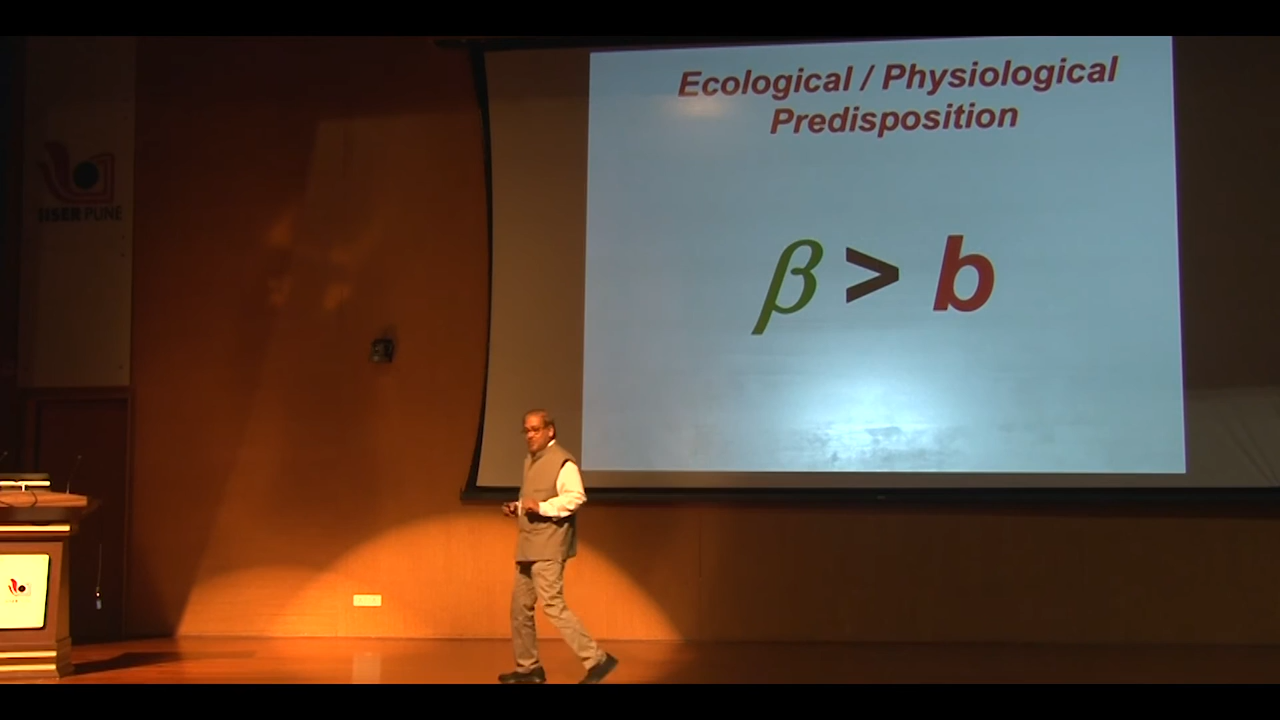 Ecological / Physiological
Predisposition
β > b
IISER PUNE